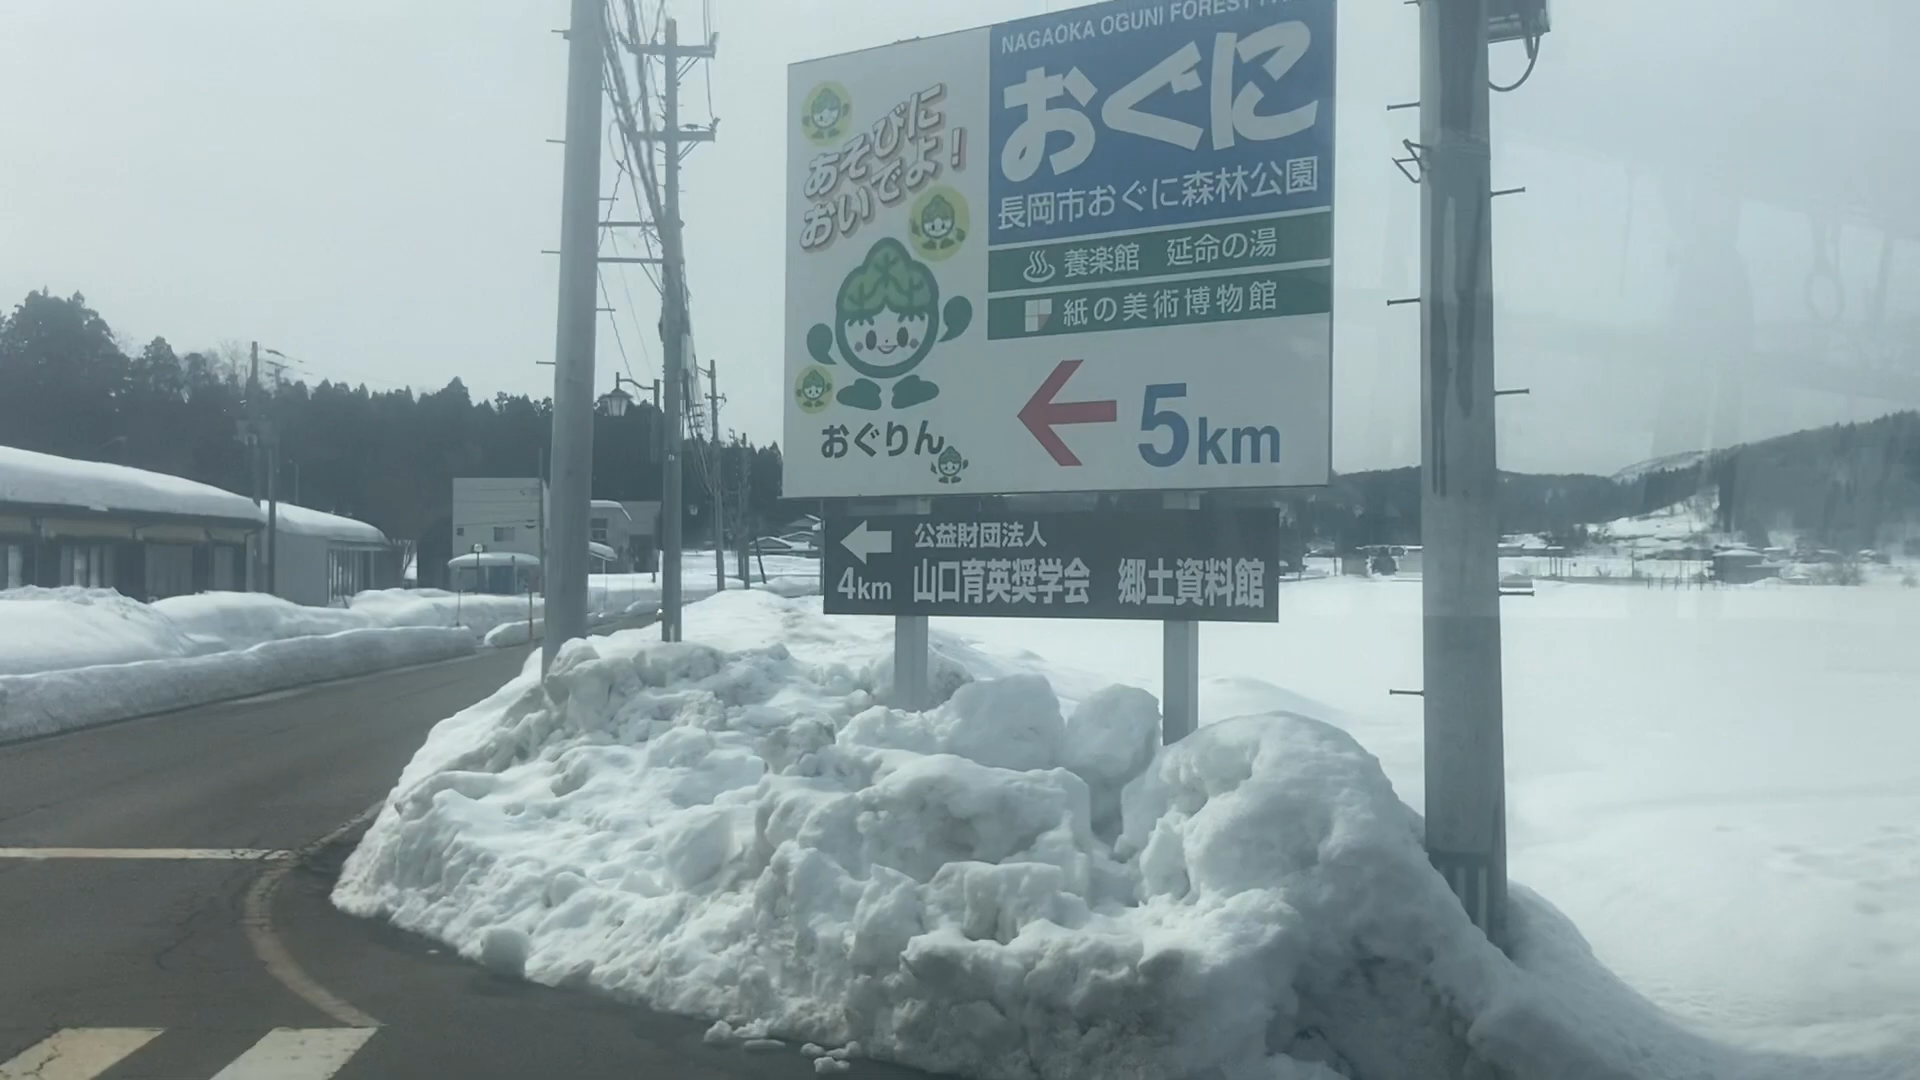 あそびに
おいでよ!
おぐりん
NAGAOKA OGUNI FOREST
おぐに
長岡市おぐに森林公園
養楽館 延命の湯
紙の美術博物館
5km
公益財団法人
4km 山口育英奨学会 郷土資料館